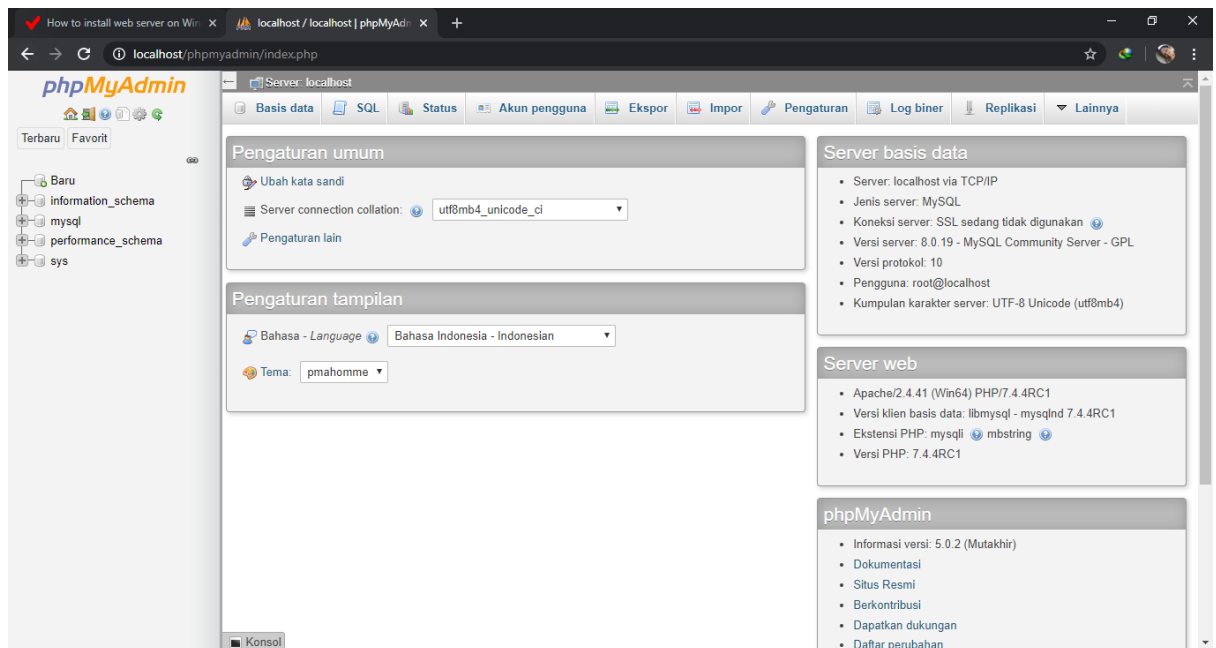 How to install web server on Win
localhost / localhost | phpMyAdn
localhost/phpmyadmin/index.php
phpMyAdmin
Terbaru Favorit
Baru
information_schema
mysql
performance_schema
sys
Server: localhost
Basis data SQL Status Akun pengguna Ekspor Impor Pengaturan Log biner Replikasi Lainnya
Pengaturan umum
Ubah kata sandi
Server connection collation: utf8mb4_unicode_ci
Pengaturan lain
Pengaturan tampilan
Bahasa - Language Bahasa Indonesia - Indonesian
Tema: pmahomme
Server basis data
• Server: localhost via TCP/IP
• Jenis server: MySQL
• Koneksi server: SSL sedang tidak digunakan
• Versi server: 8.0.19 - MySQL Community Server - GPL
• Versi protokol: 10
• Pengguna: root@localhost
• Kumpulan karakter server: UTF-8 Unicode (utf8mb4)
Server web
• Apache/2.4.41 (Win64) PHP/7.4.4RC1
• Versi klien basis data: libmysql - mysqlnd 7.4.4RC1
• Ekstensi PHP: mysqli mbstring
• Versi PHP: 7.4.4RC1
phpMyAdmin
• Informasi versi: 5.0.2 (Mutakhir)
• Dokumentasi
• Situs Resmi
• Berkontribusi
• Dapatkan dukungan
• Daftar perubahan
Konsol